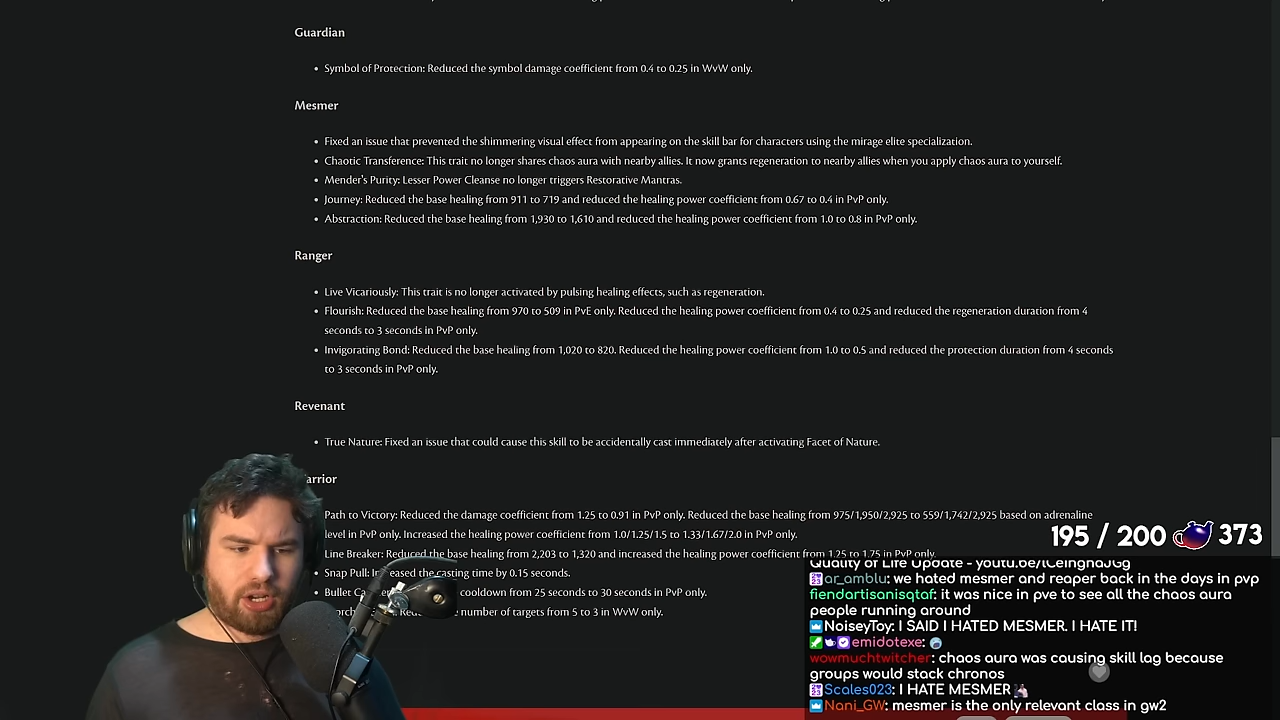 Guardian
Symbol of Protection: Reduced the symbol damage coefficient from 0.4 to 0.25 in WvW only.
Mesmer
Fixed an issue that prevented the shimmering visual effect from appearing on the skill bar for characters using the mirage elite specialization.
Chaotic Transference: This trait no longer shares chaos aura with nearby allies. It now grants regeneration to nearby allies when you apply chaos aura to yourself.
Mender's Purity: Lesser Power Cleanse no longer triggers Restorative Mantras.
Journey: Reduced the base healing from 911 to 719 and reduced the healing power coefficient from 0.67 to 0.4 in PvP only.
Abstraction: Reduced the base healing from 1,930 to 1,610 and reduced the healing power coefficient from 1.0 to 0.8 in PvP only.
Ranger
Live Vicariously: This trait is no longer activated by pulsing healing effects, such as regeneration.
Flourish: Reduced the base healing from 970 to 509 in PvE only. Reduced the healing power coefficient from 0.4 to 0.25 and reduced the regeneration duration from 4
seconds to 3 seconds in PvP only.
Invigorating Bond: Reduced the base healing from 1,020 to 820. Reduced the healing power coefficient from 1.0 to 0.5 and reduced the protection duration from 4 seconds
to 3 seconds in PvP only.
Revenant
True Nature: Fixed an issue that could cause this skill to be accidentally cast immediately after activating Facet of Nature.
arrior
Path to Victory: Reduced the damage coefficient from 1.25 to 0.91 in PvP only. Reduced the base healing from 975/1,950/2,925 to 559/1,742/2,925 based on adrenaline
level in PvP only. Increased the healing power coefficient from 1.0/1.25/1.5 to 1.33/1.67/2.0 in PvP only.
Line Breaker: Reduced the base healing from 2,203 to 1,320 and increased the healing power coefficient from 1.25 to 1.75 in PvP only.
Snap Pull: In eased the casting time by 0.15 seconds.
cooldown from 25 seconds to 30 seconds in PvP only.
number of targets from 5 to 3 in WvW only.
195 / 200 373
Quality of Life Update -
ar_amblu: we hated mesmer and reaper back in the days in pvp
fiendartisanisqtaf: it was nice in pve to see all the chaos aura
people running around
NoiseyToy: I SAID I HATED MESMER. I HATE IT!
emidotexe:
wowmuchtwitcher: chaos aura was causing skill lag because
groups would stack chronos
Scales023: I HATE MESMER
Nani_GW: mesmer is the only relevant class in gw2